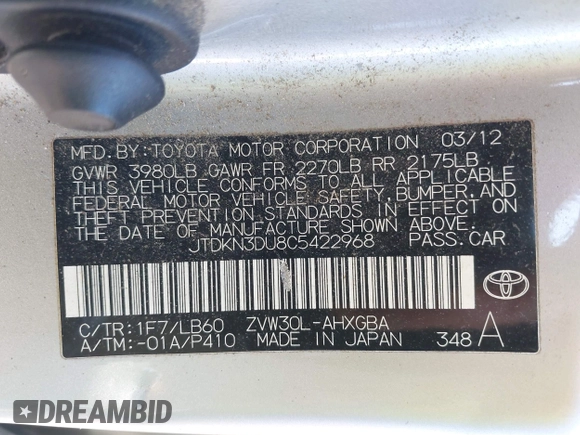 MFD.BY:TOYOTA MOTOR CORPORATION 03/12
GVWR 3980LB GAWR FR 2270LB RR 2175LB
THIS VEHICLE CONFORMS TO ALL APPLICABLE
FEDERAL MOTOR VEHICLE SAFETY, BUMPER, AND
THEFT PREVENTION STANDARDS IN EFFECT ON
THE DATE OF MANUFACTURE SHOWN ABOVE.
JTDKN3DU8C5422968 PASS.CAR
C/TR:1F7/LB60 ZVW30L-AHXGBA
A/TM:-01A/P410 MADE IN JAPAN 348 A
DREAMBID